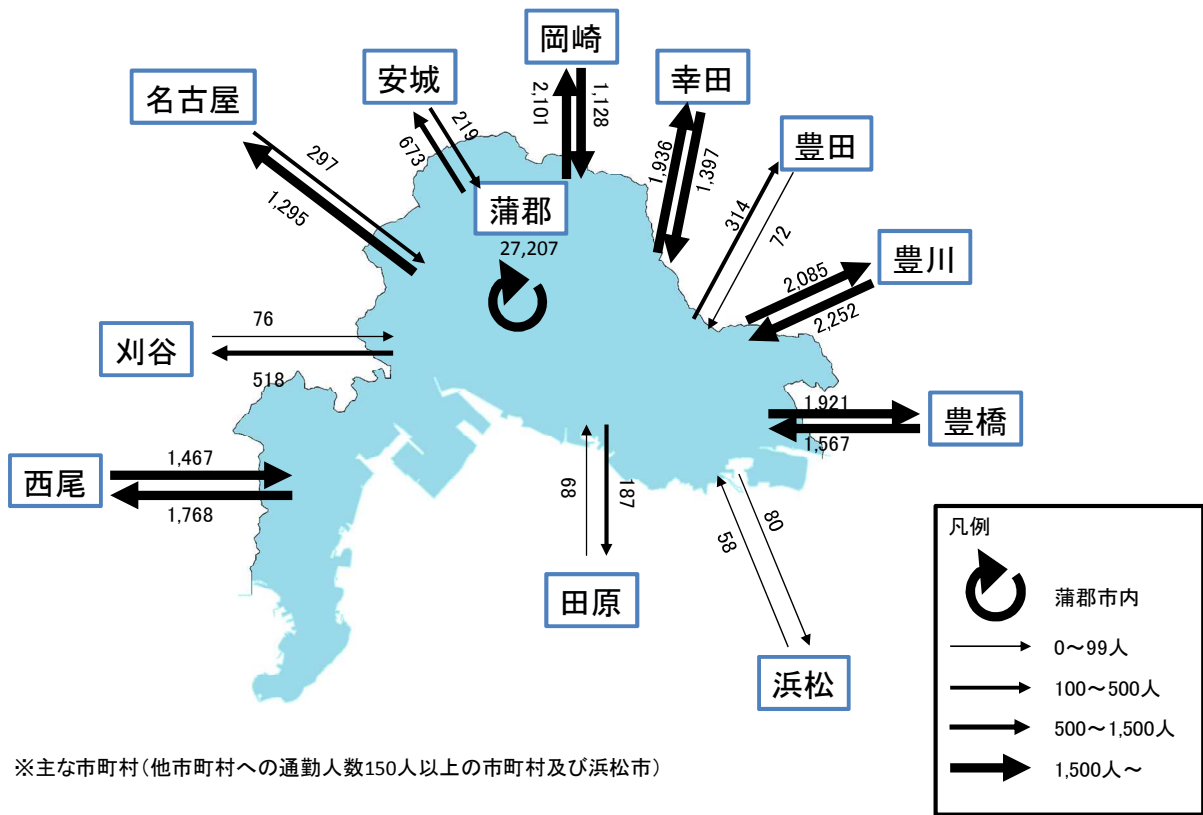 岡崎
安城
幸田
名古屋
豊田
2,101
1,128
219
673
1,936
1,397
297
1,295
314
72
蒲郡
27,207
豊川
2,085
2,252
刈谷
76
518
1,921
豊橋
1,567
西尾
1,467
1,768
68
187
80
58
田原
浜松
凡例
蒲郡市内
0～99人
100～500人
500～1,500人
1,500人～
※主な市町村(他市町村への通勤人数150人以上の市町村及び浜松市)